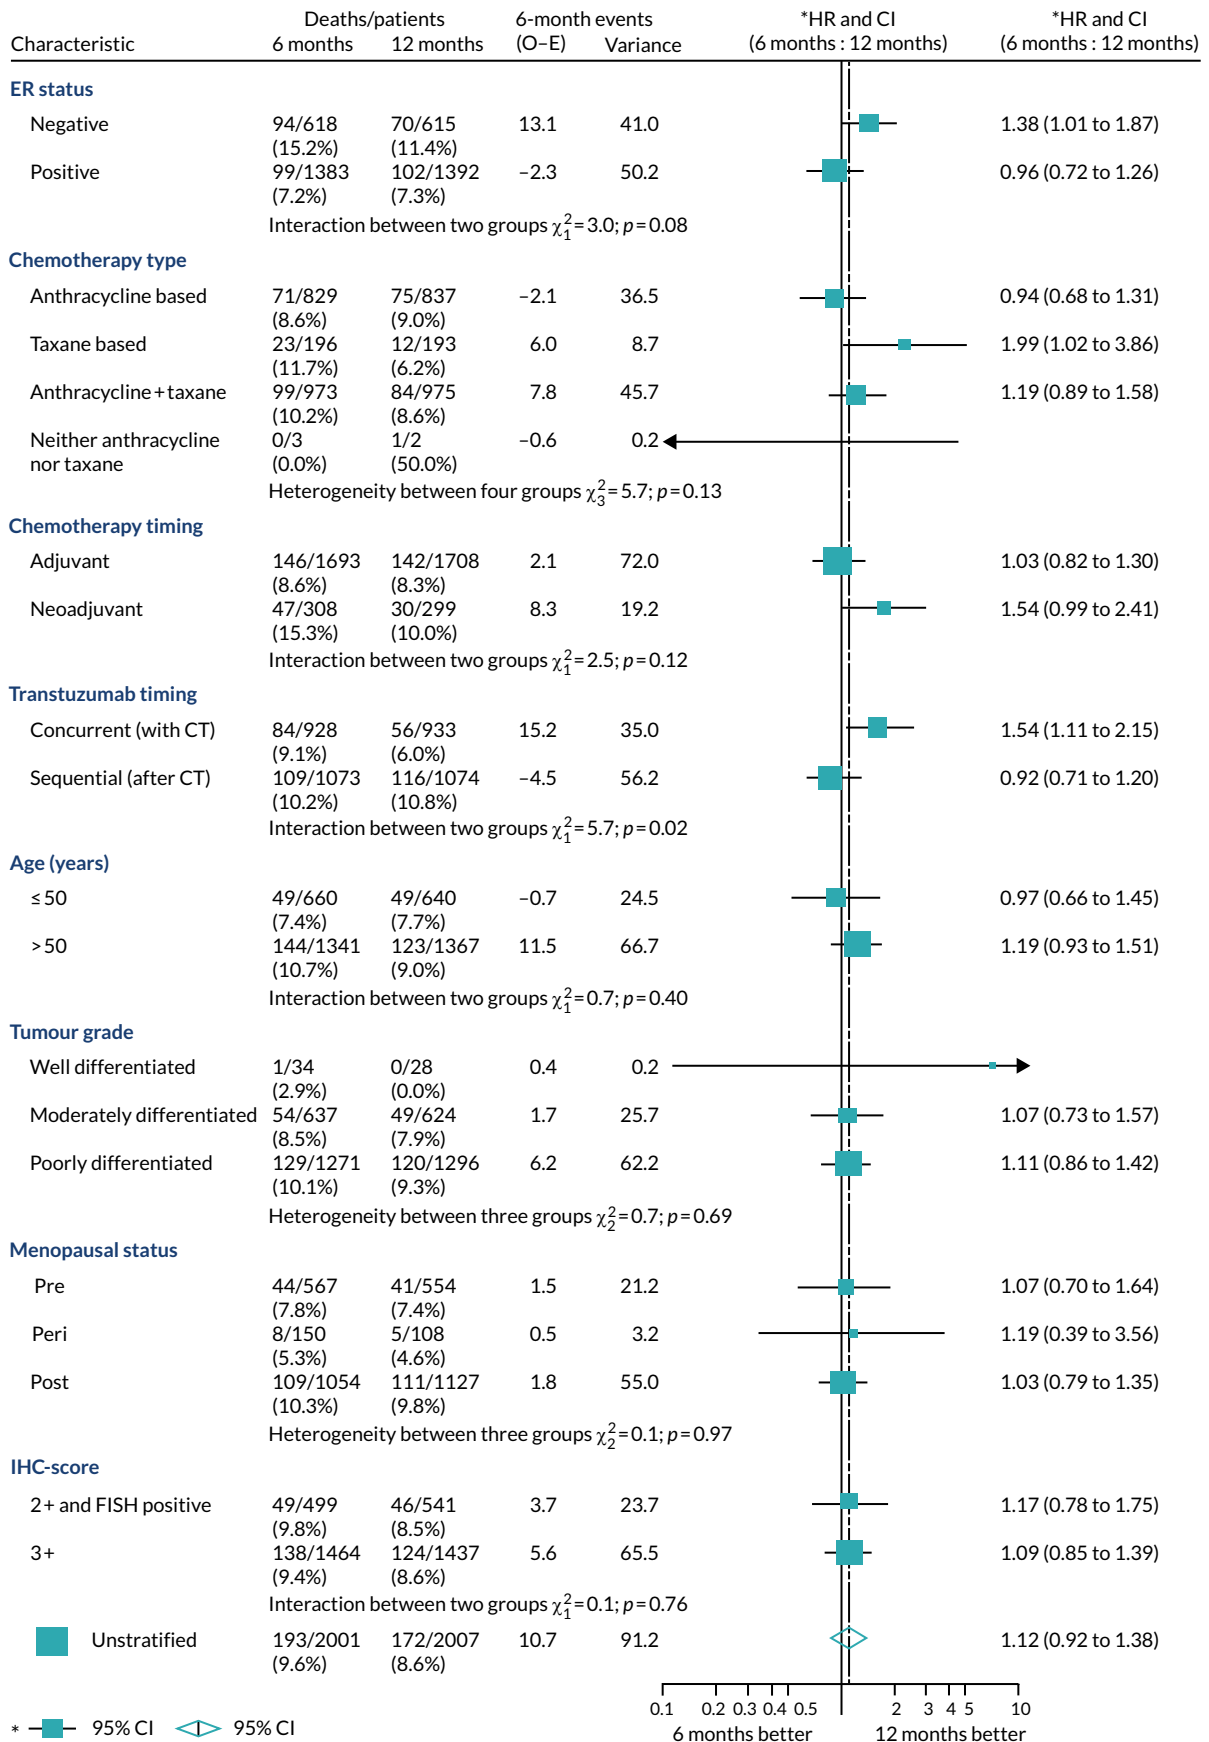 Deaths/patients 6-month events *HR and CI *HR and CI
Characteristic 6 months 12 months (O–E) Variance (6 months : 12 months) (6 months : 12 months)
ER status
Negative 94/618 70/615 13.1 41.0 1.38 (1.01 to 1.87)
(15.2%) (11.4%)
Positive 99/1383 102/1392 –2.3 50.2 0.96 (0.72 to 1.26)
(7.2%) (7.3%)
Interaction between two groups χ²₁=3.0; p=0.08
Chemotherapy type
Anthracycline based 71/829 75/837 –2.1 36.5 0.94 (0.68 to 1.31)
(8.6%) (9.0%)
Taxane based 23/196 12/193 6.0 8.7 1.99 (1.02 to 3.86)
(11.7%) (6.2%)
Anthracycline+taxane 99/973 84/975 7.8 45.7 1.19 (0.89 to 1.58)
(10.2%) (8.6%)
Neither anthracycline 0/3 1/2 –0.6 0.2
nor taxane (0.0%) (50.0%)
Heterogeneity between four groups χ²₃=5.7; p=0.13
Chemotherapy timing
Adjuvant 146/1693 142/1708 2.1 72.0 1.03 (0.82 to 1.30)
(8.6%) (8.3%)
Neoadjuvant 47/308 30/299 8.3 19.2 1.54 (0.99 to 2.41)
(15.3%) (10.0%)
Interaction between two groups χ²₁=2.5; p=0.12
Transtuzumab timing
Concurrent (with CT) 84/928 56/933 15.2 35.0 1.54 (1.11 to 2.15)
(9.1%) (6.0%)
Sequential (after CT) 109/1073 116/1074 –4.5 56.2 0.92 (0.71 to 1.20)
(10.2%) (10.8%)
Interaction between two groups χ²₁=5.7; p=0.02
Age (years)
≤50 49/660 49/640 –0.7 24.5 0.97 (0.66 to 1.45)
(7.4%) (7.7%)
>50 144/1341 123/1367 11.5 66.7 1.19 (0.93 to 1.51)
(10.7%) (9.0%)
Interaction between two groups χ²₁=0.7; p=0.40
Tumour grade
Well differentiated 1/34 0/28 0.4 0.2
(2.9%) (0.0%)
Moderately differentiated 54/637 49/624 1.7 25.7 1.07 (0.73 to 1.57)
(8.5%) (7.9%)
Poorly differentiated 129/1271 120/1296 6.2 62.2 1.11 (0.86 to 1.42)
(10.1%) (9.3%)
Heterogeneity between three groups χ²₂=0.7; p=0.69
Menopausal status
Pre 44/567 41/554 1.5 21.2 1.07 (0.70 to 1.64)
(7.8%) (7.4%)
Peri 8/150 5/108 0.5 3.2 1.19 (0.39 to 3.56)
(5.3%) (4.6%)
Post 109/1054 111/1127 1.8 55.0 1.03 (0.79 to 1.35)
(10.3%) (9.8%)
Heterogeneity between three groups χ²₂=0.1; p=0.97
IHC-score
2+ and FISH positive 49/499 46/541 3.7 23.7 1.17 (0.78 to 1.75)
(9.8%) (8.5%)
3+ 138/1464 124/1437 5.6 65.5 1.09 (0.85 to 1.39)
(9.4%) (8.6%)
Interaction between two groups χ²₁=0.1; p=0.76
Unstratified 193/2001 172/2007 10.7 91.2 1.12 (0.92 to 1.38)
(9.6%) (8.6%)
0.1 0.2 0.3 0.4 0.5 2 3 4 5 10
* 95% CI 95% CI 6 months better 12 months better